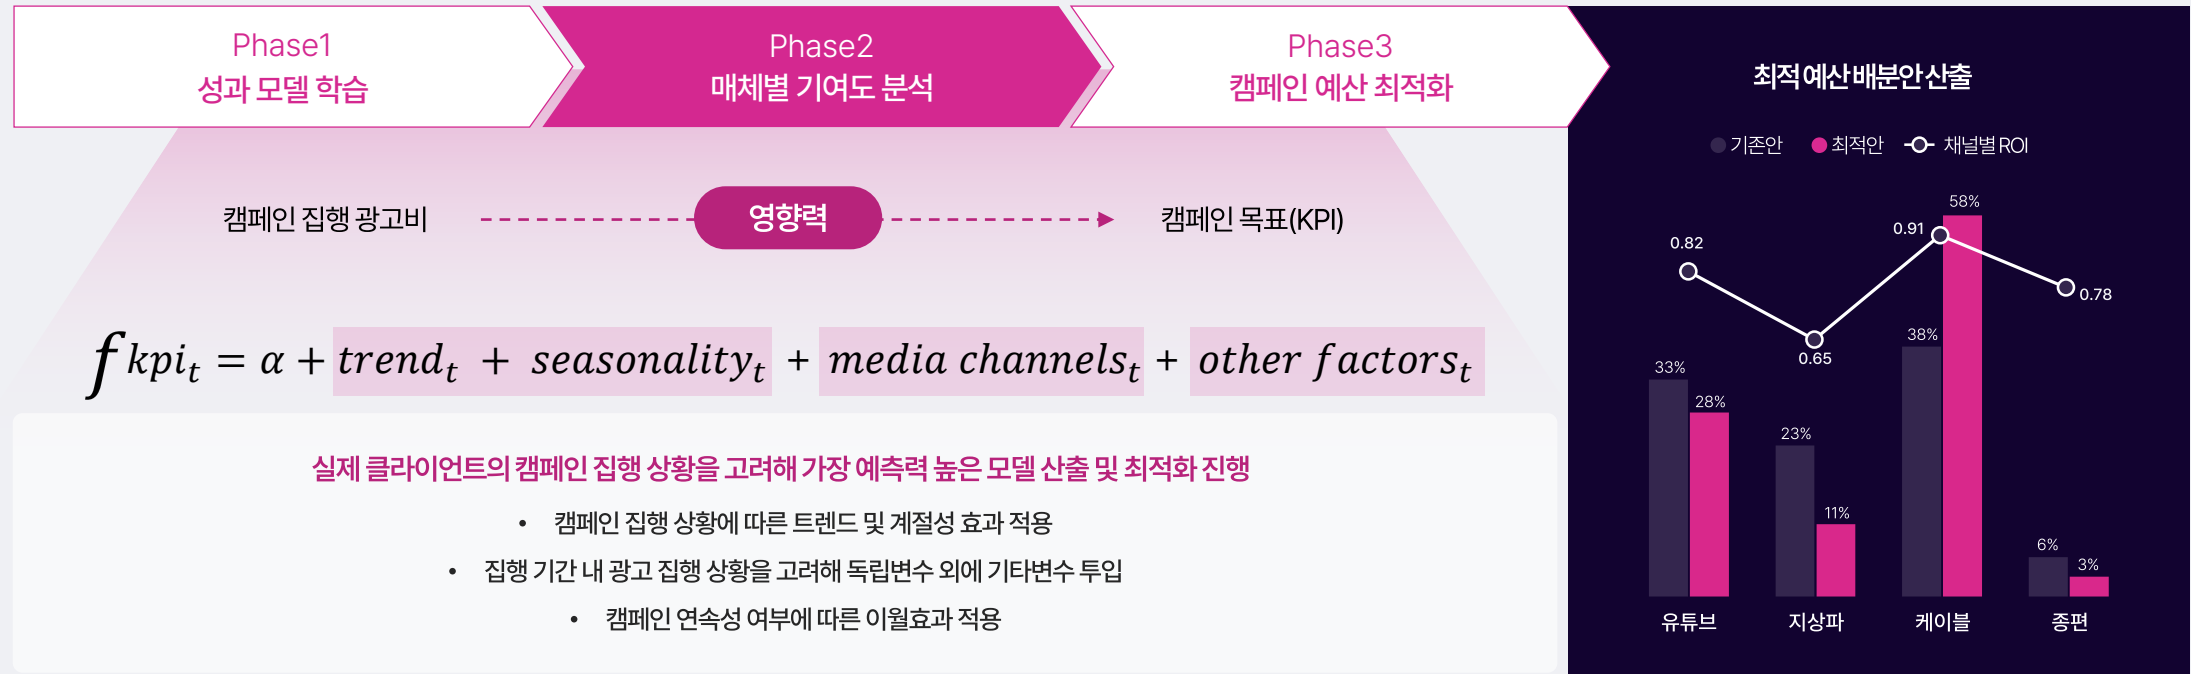 Phase1
성과 모델 학습
Phase2
매체별 기여도 분석
Phase3
캠페인 예산 최적화
캠페인 집행 광고비
영향력
캠페인 목표(KPI)
f kpi_t = α + trend_t + seasonality_t + media channels_t + other factors_t
실제 클라이언트의 캠페인 집행 상황을 고려해 가장 예측력 높은 모델 산출 및 최적화 진행
• 캠페인 집행 상황에 따른 트렌드 및 계절성 효과 적용
• 집행 기간 내 광고 집행 상황을 고려해 독립변수 외에 기타변수 투입
• 캠페인 연속성 여부에 따른 이월효과 적용
최적 예산 배분안 산출
기존안 최적안 채널별 ROI
0.82
0.65
0.91
0.78
33%
28%
23%
11%
38%
58%
6%
3%
유튜브 지상파 케이블 종편